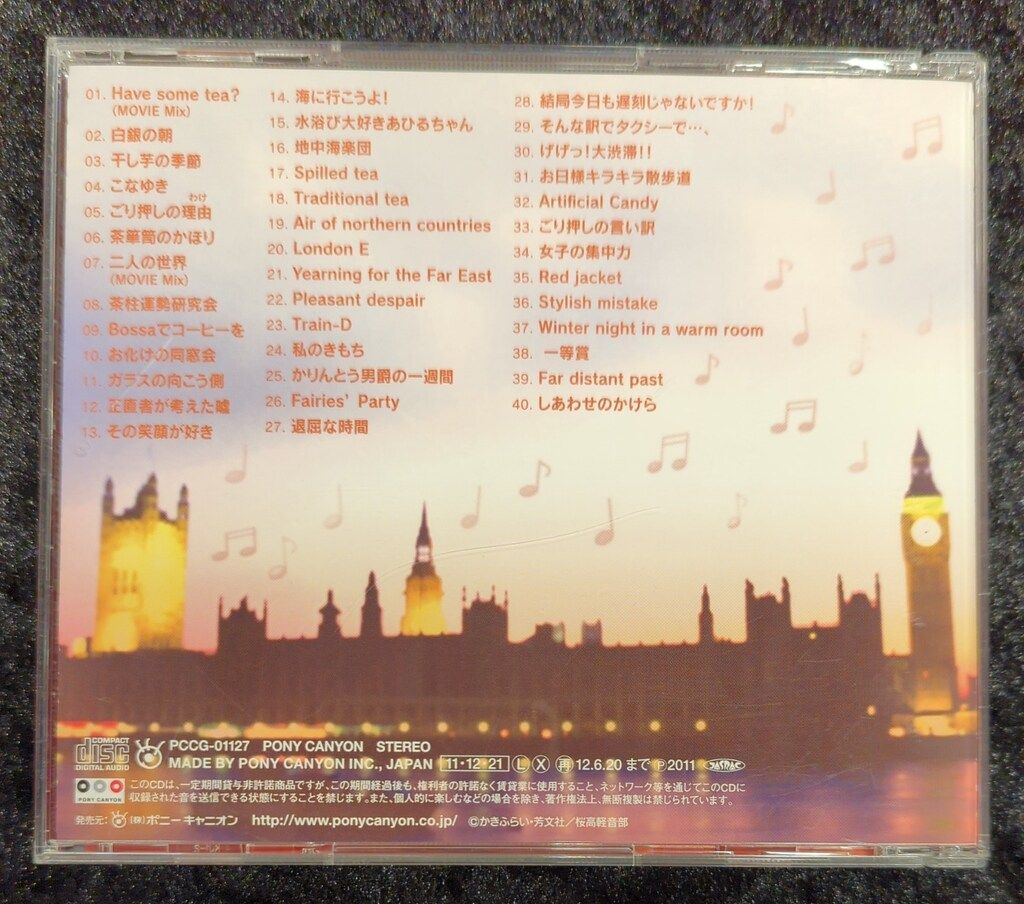 01. Have some tea?
(MOVIE Mix)
02. 白銀の朝
03. 干し芋の季節
04. こなゆき
わけ
05. ごり押しの理由
06. 茶筆筒のかほり
07. 二人の世界
(MOVIE Mix)
08. 茶柱運勢研究会
09. Bossaでコーヒーを
10. お化けの同窓会
11. ガラスの向こう側
12. 正直者が考えた嘘
13. その笑顔が好き
14. 海に行こうよ!
15. 水浴び大好きあひるちゃん
16. 地中海楽団
17. Spilled tea
18. Traditional tea
19. Air of northern countries
20. London E
21. Yearning for the Far East
22. Pleasant despair
23. Train-D
24. 私のきもち
25. かりんとう男爵の一週間
26. Fairies' Party
27. 退屈な時間
28. 結局今日も遅刻じゃないですか!
29. そんな訳でタクシーで…、
30. げげっ!大渋滞!!
31. お日様キラキラ散歩道
32. Artificial Candy
33. ごり押しの言い訳
34. 女子の集中力
35. Red jacket
36. Stylish mistake
37. Winter night in a warm room
38. 一等賞
39. Far distant past
40. しあわせのかけら
COMPACT
disc
DIGITAL AUDIO
PCCG-01127 PONY CANYON STEREO
MADE BY PONY CANYON INC., JAPAN 11・12・21 Ⓛ Ⓧ 再 12.6.20 まで Ⓟ2011 JASRAC
PONY CANYON
このCDは、一定期間貸与非許諾商品ですが、この期間経過後も、権利者の許諾なく賃貸業に使用すること、ネットワーク等を通じてこのCDに
収録された音を送信できる状態にすることを禁じます。また、個人的に楽しむなどの場合を除き、著作権法上、無断複製は禁じられています。
発売元: (株)ポニーキャニオン http://www.ponycanyon.co.jp/ ©かきふらい・芳文社/桜高軽音部